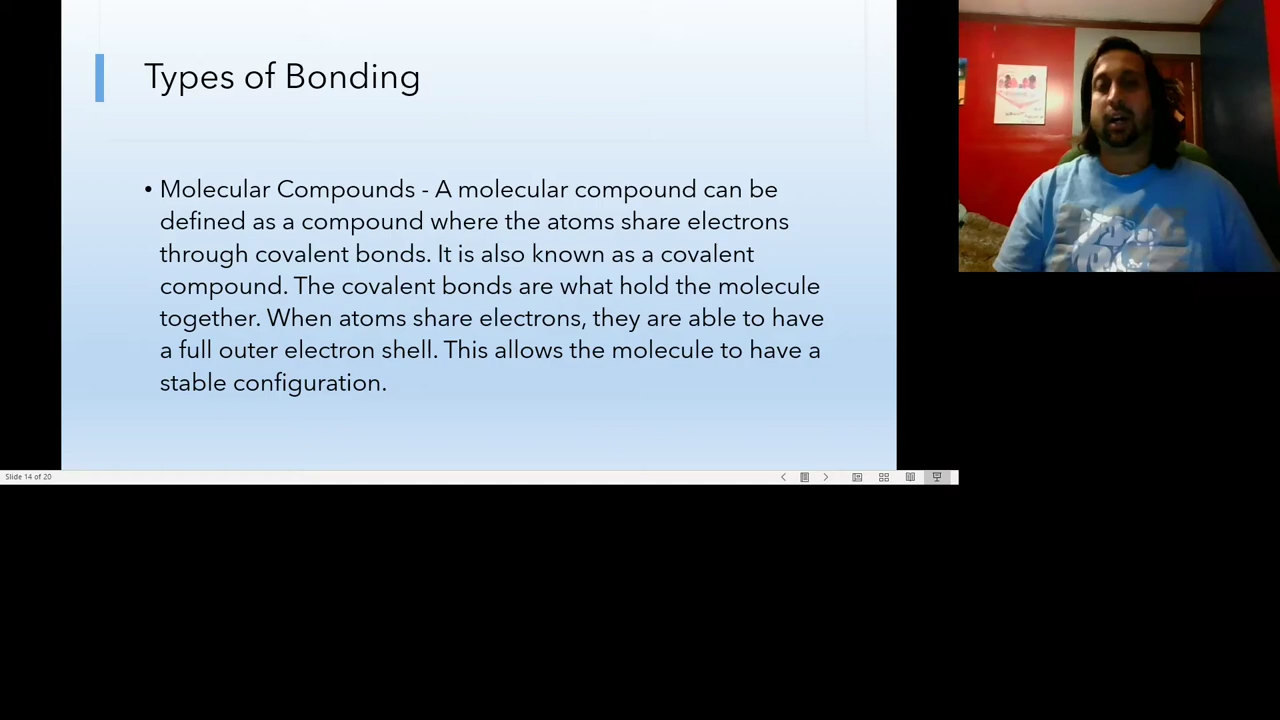 Types of Bonding
• Molecular Compounds - A molecular compound can be
defined as a compound where the atoms share electrons
through covalent bonds. It is also known as a covalent
compound. The covalent bonds are what hold the molecule
together. When atoms share electrons, they are able to have
a full outer electron shell. This allows the molecule to have a
stable configuration.
Slide 14 of 20